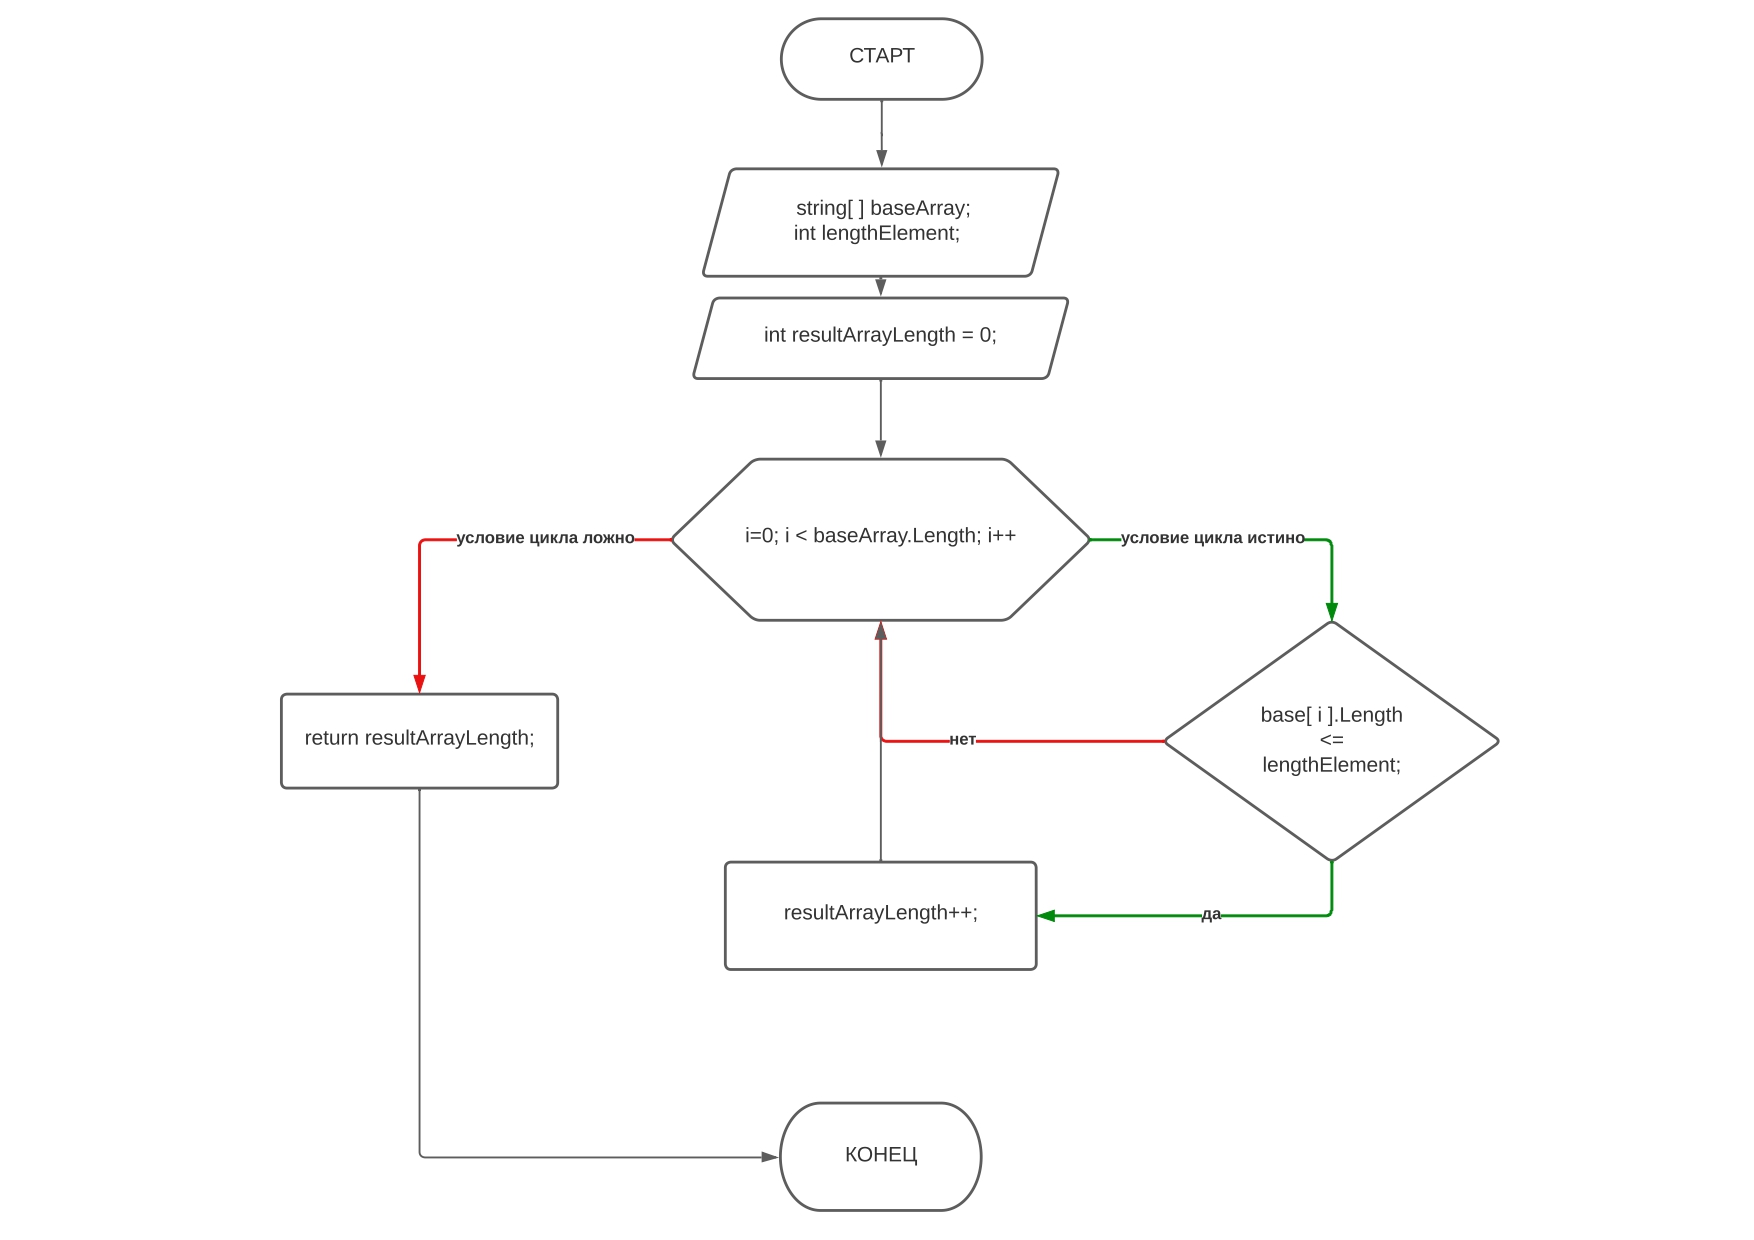 СТАРТ
string[ ] baseArray;
int lengthElement;
int resultArrayLength = 0;
i=0; i < baseArray.Length; i++
условие цикла ложно
условие цикла истино
return resultArrayLength;
base[ i ].Length
<=
lengthElement;
нет
resultArrayLength++;
да
КОНЕЦ